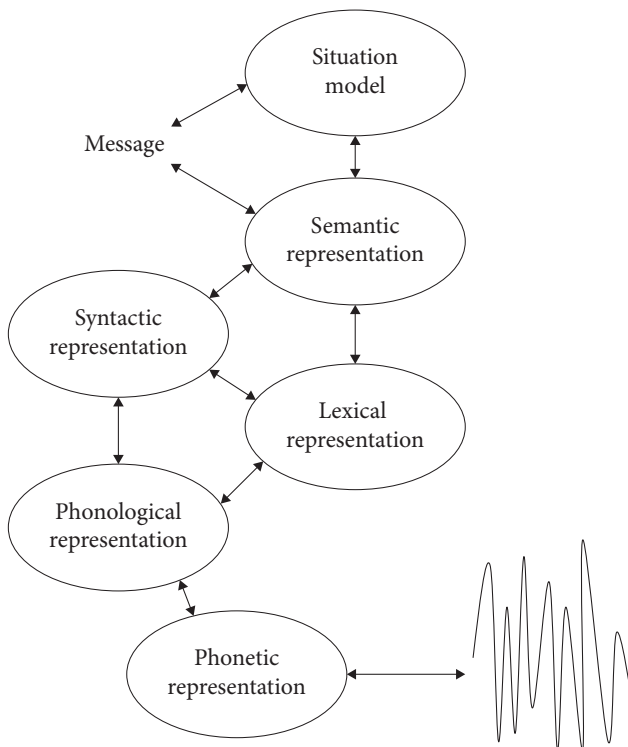 Situation
model
Message
Semantic
representation
Syntactic
representation
Lexical
representation
Phonological
representation
Phonetic
representation